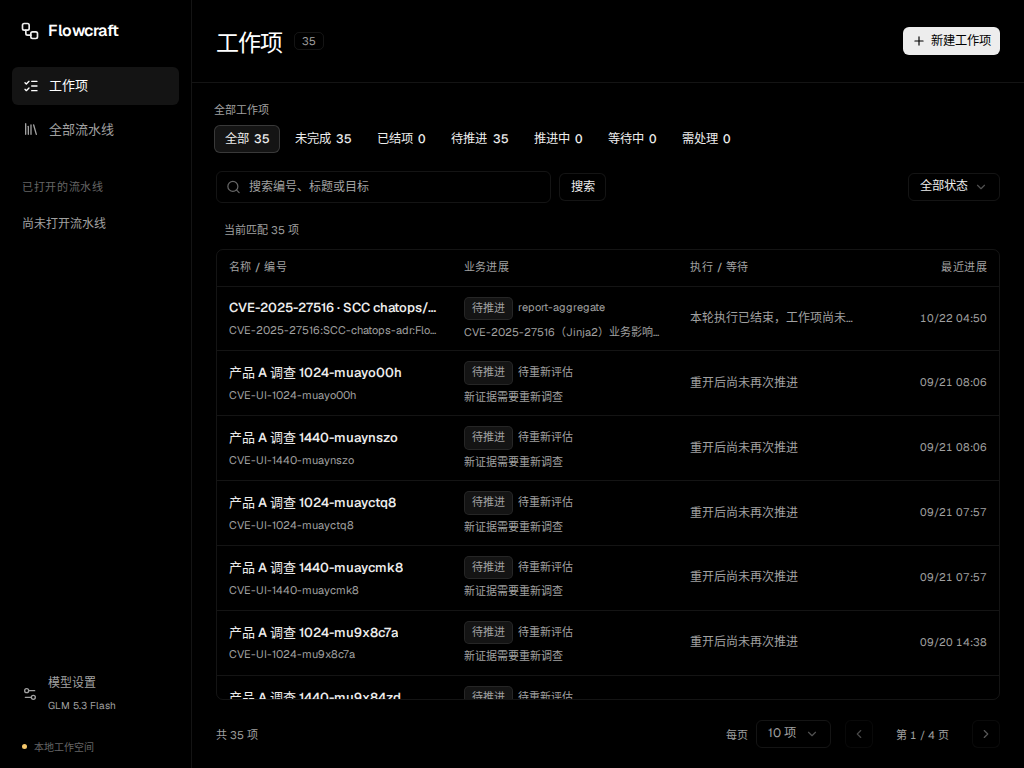 Flowcraft
工作项
全部流水线
已打开的流水线
尚未打开流水线
模型设置
GLM 5.3 Flash
本地工作空间
工作项 35
新建工作项
全部工作项
全部 35 未完成 35 已结项 0 待推进 35 推进中 0 等待中 0 需处理 0
搜索编号、标题或目标 搜索 全部状态
当前匹配 35 项
名称 / 编号 业务进展 执行 / 等待 最近进展
CVE-2025-27516 · SCC chatops/... 待推进 report-aggregate 本轮执行已结束，工作项尚未... 10/22 04:50
CVE-2025-27516:SCC-chatops-adr:Flo... CVE-2025-27516（Jinja2）业务影响...
产品 A 调查 1024-muayo00h 待推进 待重新评估 重开后尚未再次推进 09/21 08:06
CVE-UI-1024-muayo00h 新证据需要重新调查
产品 A 调查 1440-muaynszo 待推进 待重新评估 重开后尚未再次推进 09/21 08:06
CVE-UI-1440-muaynszo 新证据需要重新调查
产品 A 调查 1024-muayctq8 待推进 待重新评估 重开后尚未再次推进 09/21 07:57
CVE-UI-1024-muayctq8 新证据需要重新调查
产品 A 调查 1440-muaycmk8 待推进 待重新评估 重开后尚未再次推进 09/21 07:57
CVE-UI-1440-muaycmk8 新证据需要重新调查
产品 A 调查 1024-mu9x8c7a 待推进 待重新评估 重开后尚未再次推进 09/20 14:38
CVE-UI-1024-mu9x8c7a 新证据需要重新调查
产品 A 调查 1440-mu9x84zd 待推进 待重新评估
共 35 项 每页 10 项 第 1 / 4 页